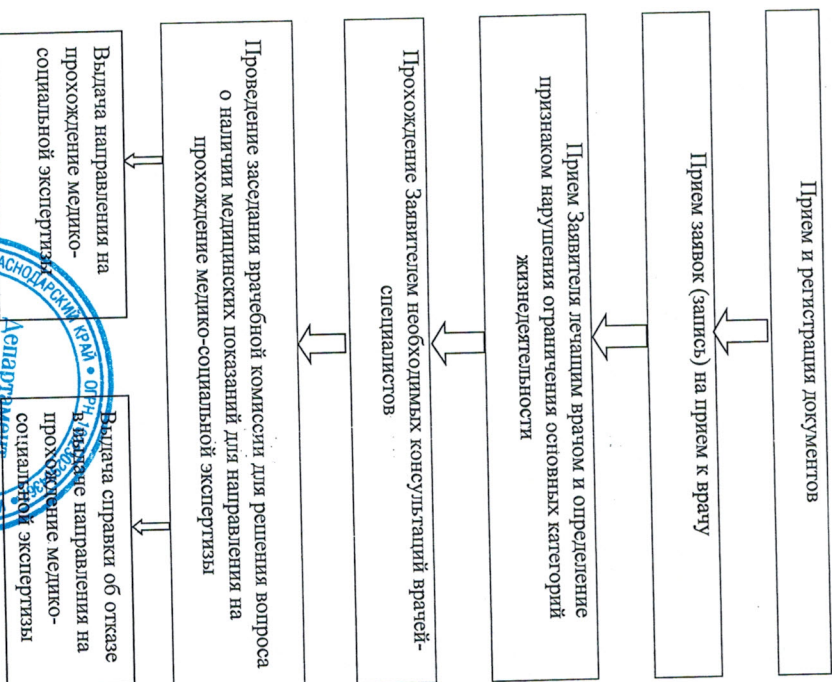 Прием и регистрация документов
Прием заявок (запись) на прием к врачу
Прием Заявителя лечащим врачом и определение
признаком нарушения ограничения основных категорий
жизнедеятельности
Прохождение Заявителем необходимых консультаций врачей-
специалистов
Проведение заседания врачебной комиссии для решения вопроса
о наличии медицинских показаний для направления на
прохождение медико-социальной экспертизы
Выдача направления на
прохождение медико-
социальной экспертизы
Выдача справки об отказе
в выдаче направления на
прохождение медико-
социальной экспертизы
КРАЙ • ОГРН
Департамент